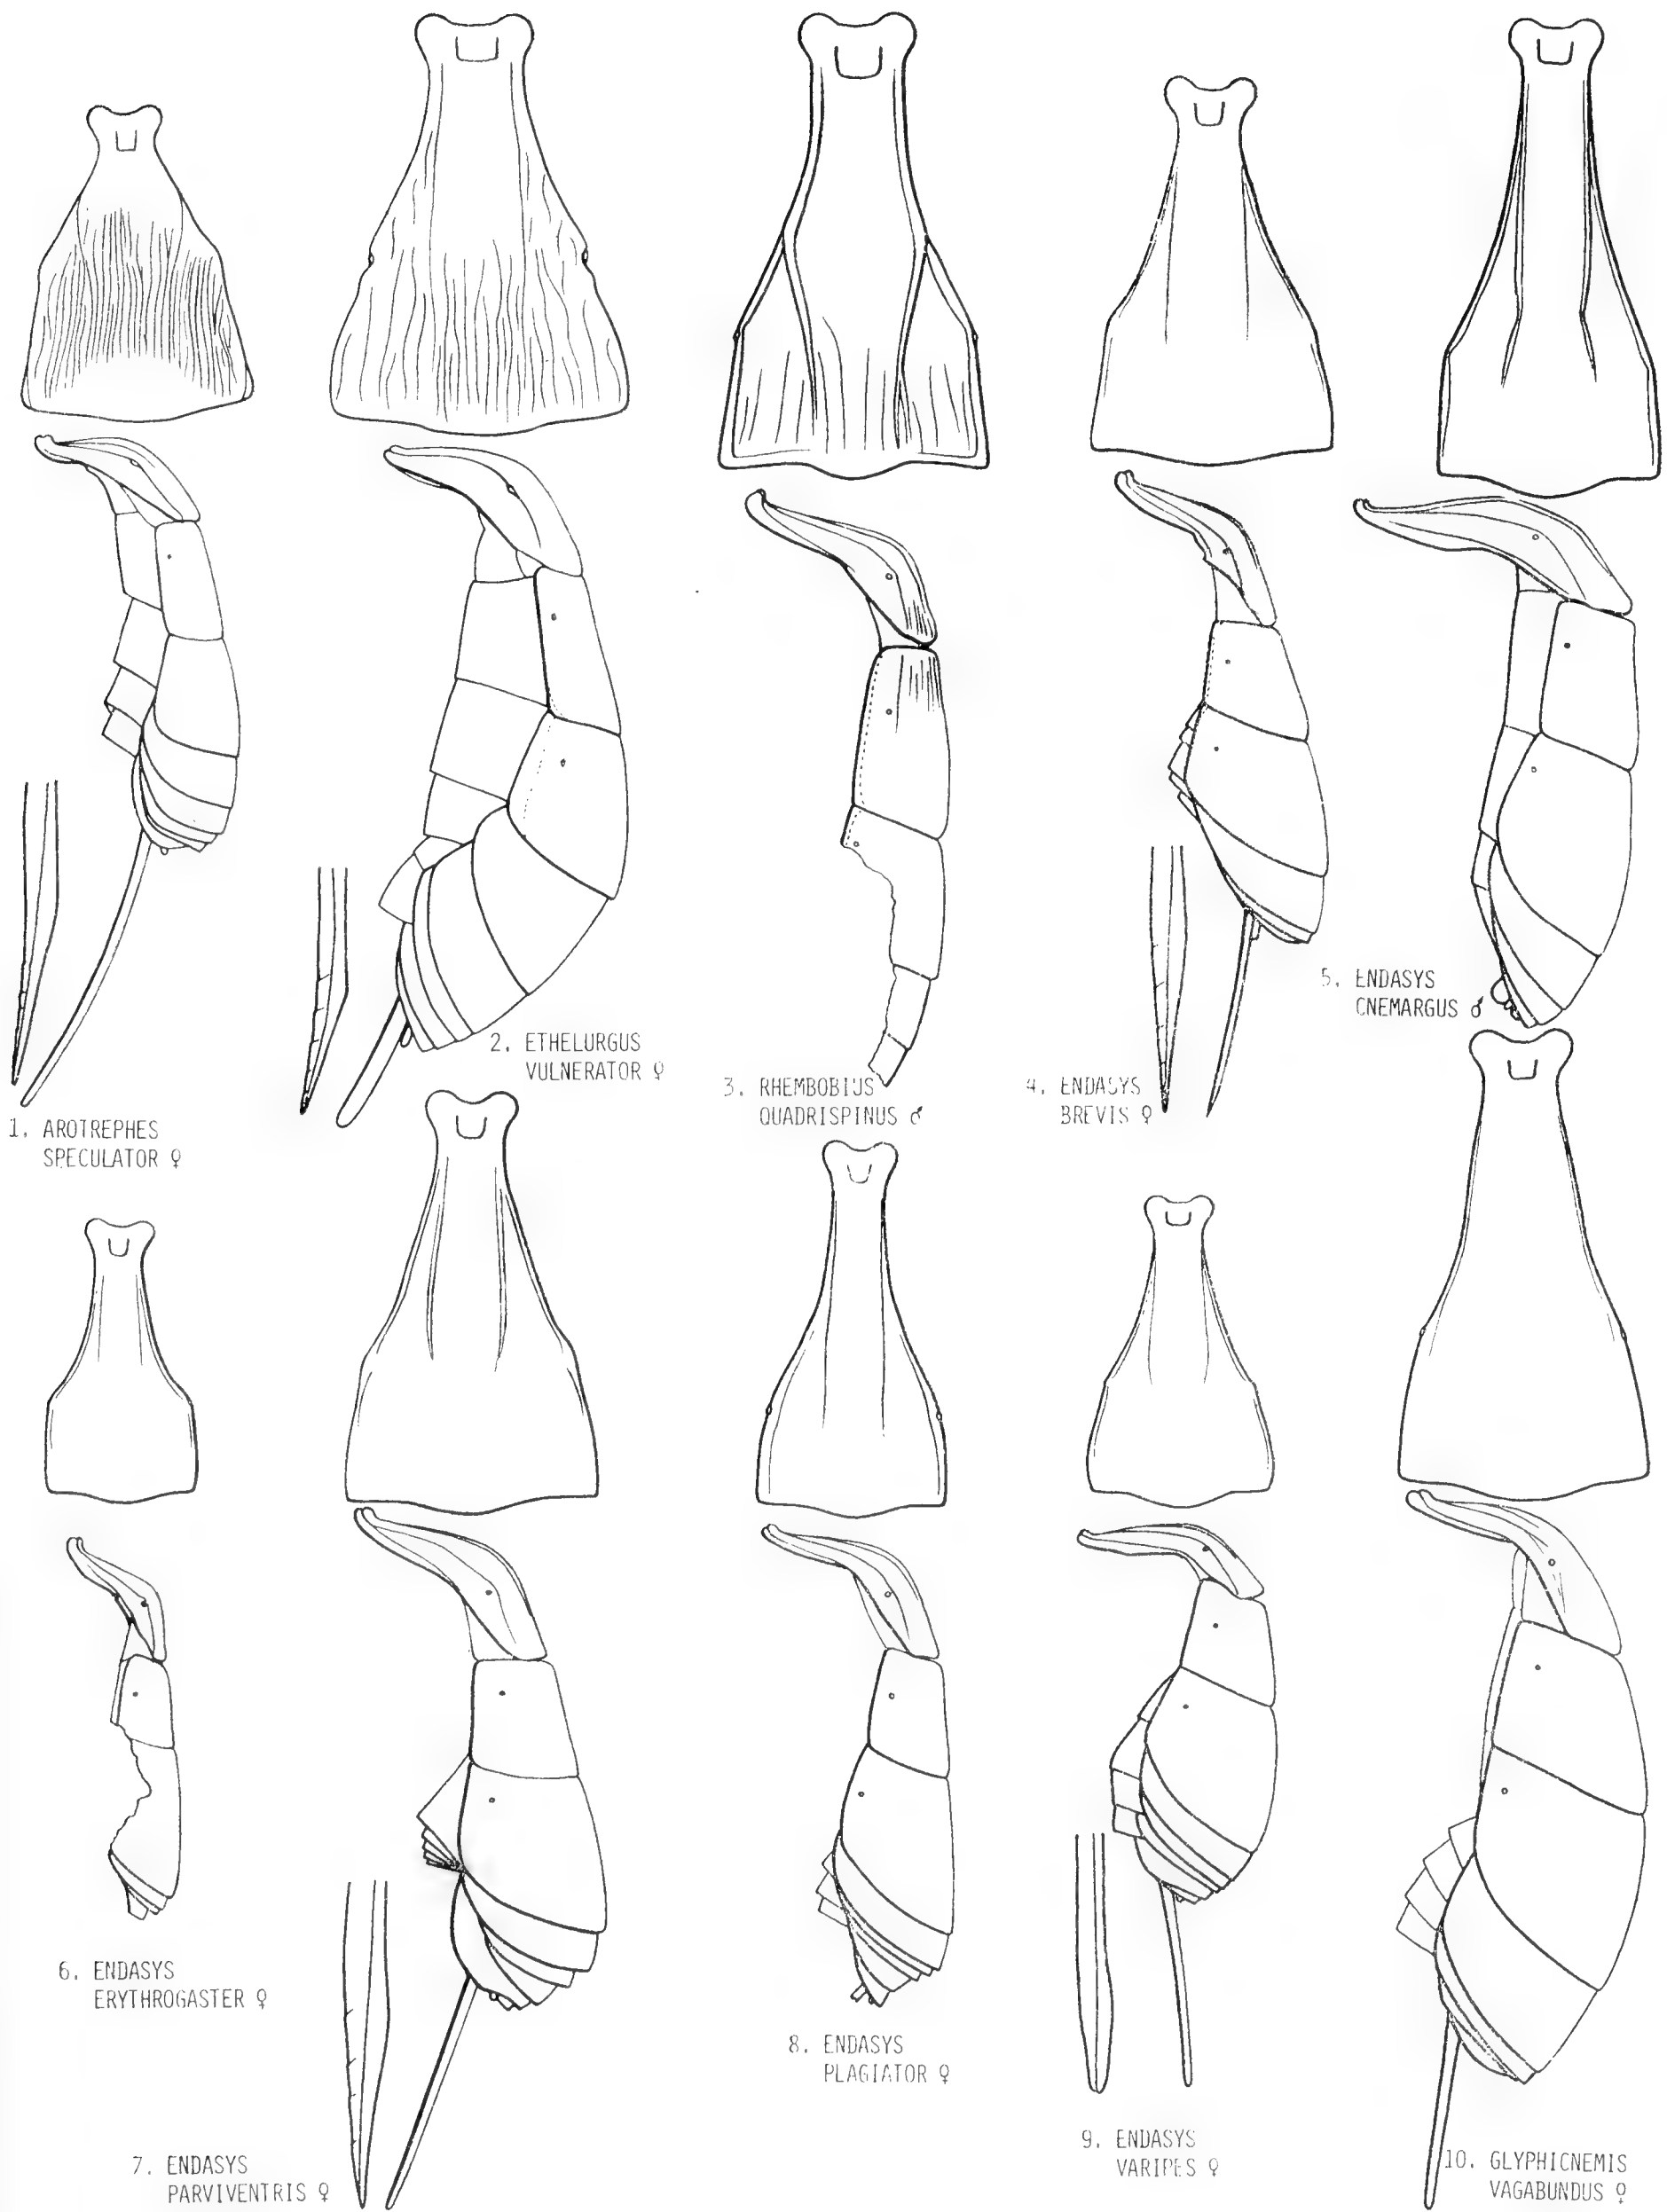 1. AROTREPHES
SPECULATOR ♀
2. ETHELURGUS
VULNERATOR ♀
3. RHEMBOBIUS
QUADRISPINUS ♂
4. ENDASYS
BREVIS ♀
5. ENDASYS
CNEMARGUS ♂
6. ENDASYS
ERYTHROGASTER ♀
7. ENDASYS
PARVIVENTRIS ♀
8. ENDASYS
PLAGIATOR ♀
9. ENDASYS
VARIPES ♀
10. GLYPHICNEMIS
VAGABUNDUS ♀